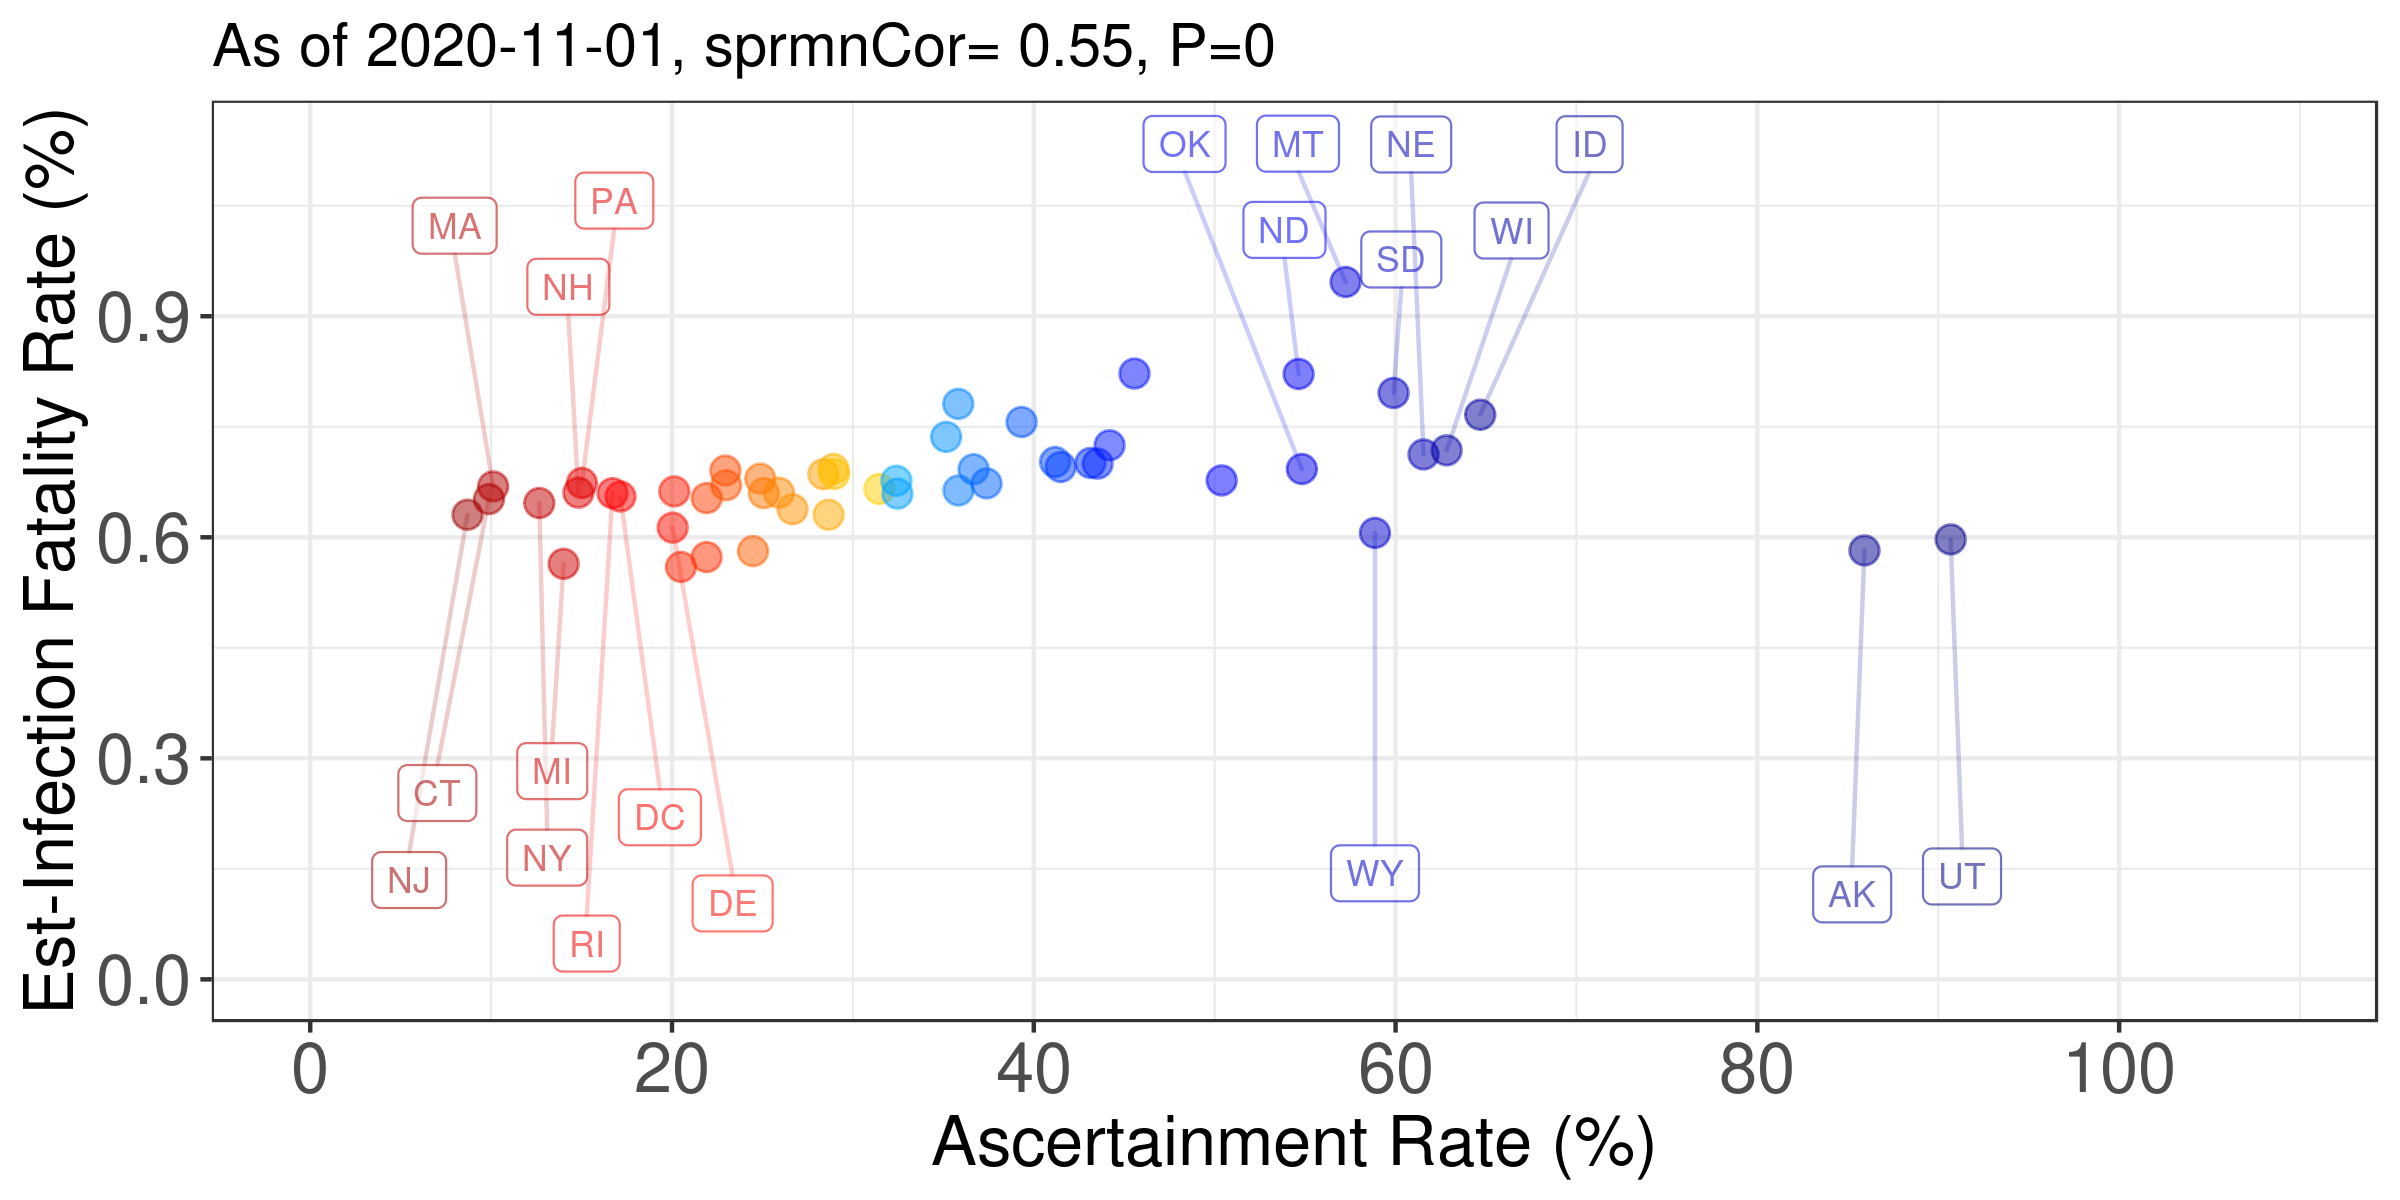 As of 2020-11-01, sprmnCor= 0.55, P=0
Est-Infection Fatality Rate (%)
0.9
0.6
0.3
0.0
OK
MT
NE
ID
PA
MA
ND
WI
SD
NH
MI
CT
DC
NY
WY
NJ
UT
AK
DE
RI
0
20
40
60
80
100
Ascertainment Rate (%)